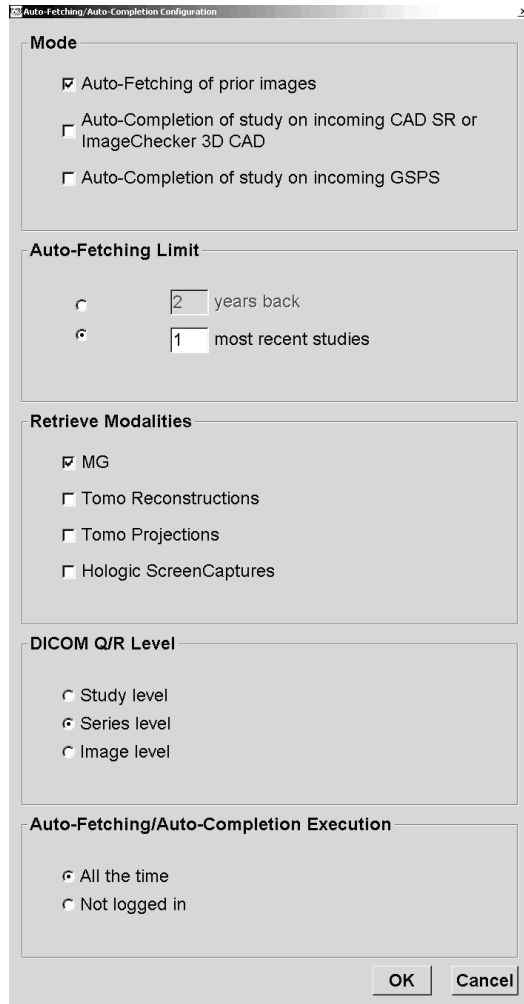 Auto-Fetching/Auto-Completion Configuration
Mode
Auto-Fetching of prior images
Auto-Completion of study on incoming CAD SR or
ImageChecker 3D CAD
Auto-Completion of study on incoming GSPS
Auto-Fetching Limit
2 years back
1 most recent studies
Retrieve Modalities
MG
Tomo Reconstructions
Tomo Projections
Hologic ScreenCaptures
DICOM Q/R Level
Study level
Series level
Image level
Auto-Fetching/Auto-Completion Execution
All the time
Not logged in
OK Cancel